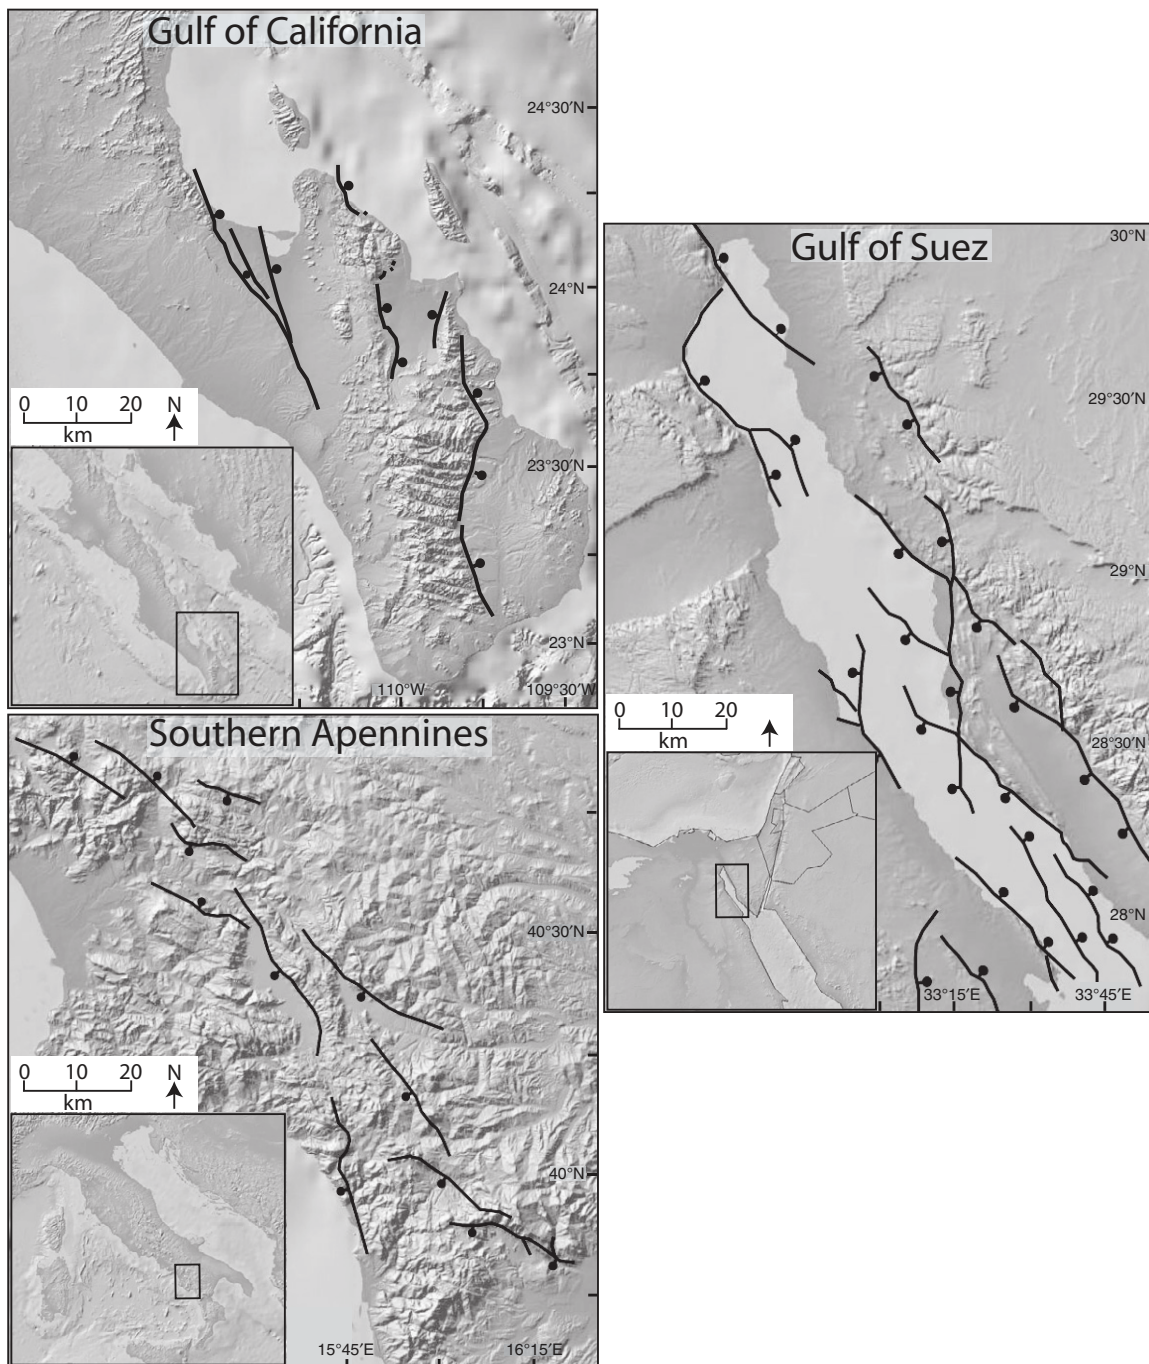 Gulf of California
24°30′N
24°N
0 10 20 N
km
23°30′N
23°N
110°W
109°30′W
Southern Apennines
40°30′N
0 10 20 N
km
40°N
15°45′E
16°15′E
Gulf of Suez
30°N
29°30′N
29°N
0 10 20
km
28°30′N
28°N
33°15′E
33°45′E